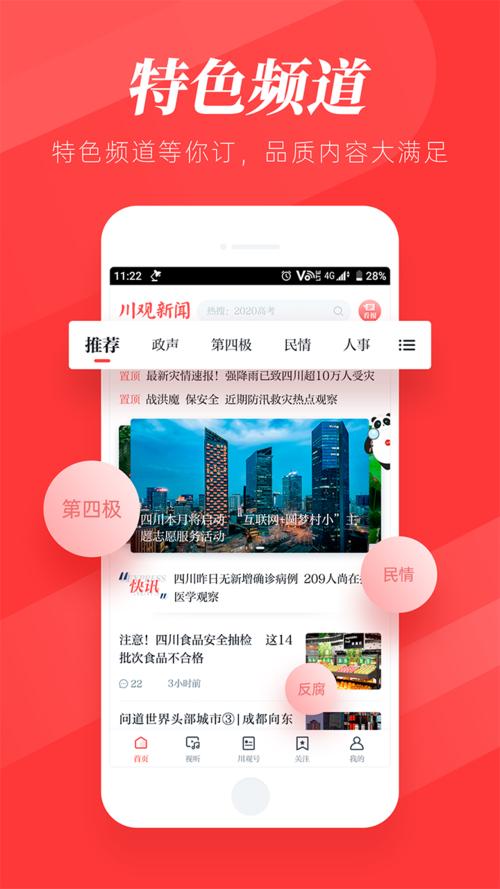 特色频道
特色频道等你订，品质内容大满足
11:22
4G
28%
川观新闻
热搜：2020高考
看报
推荐 政声 第四极 民情 人事
置顶 最新灾情速报！强降雨已致四川超10万人受灾
置顶 战洪魔 保安全 近期防汛救灾热点观察
第四极
四川本月将启动“互联网+圆梦村小”主
题志愿服务活动
快讯
四川昨日无新增确诊病例 209人尚在
医学观察
民情
注意！四川食品安全抽检 这14
批次食品不合格
22 3小时前
反腐
问道世界头部城市③|成都向东
首页 视听 川观号 关注 我的